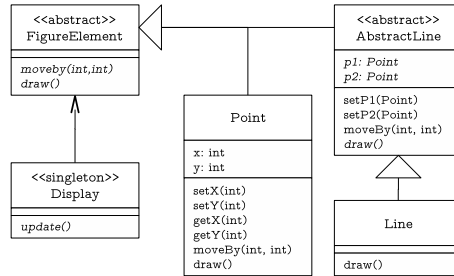 <<abstract>>
FigureElement
moveby(int,int)
draw()
<<singleton>>
Display
update()
Point
x: int
y: int
setX(int)
setY(int)
getX(int)
getY(int)
moveBy(int, int)
draw()
<<abstract>>
AbstractLine
p1: Point
p2: Point
setP1(Point)
setP2(Point)
moveBy(int, int)
draw()
Line
draw()